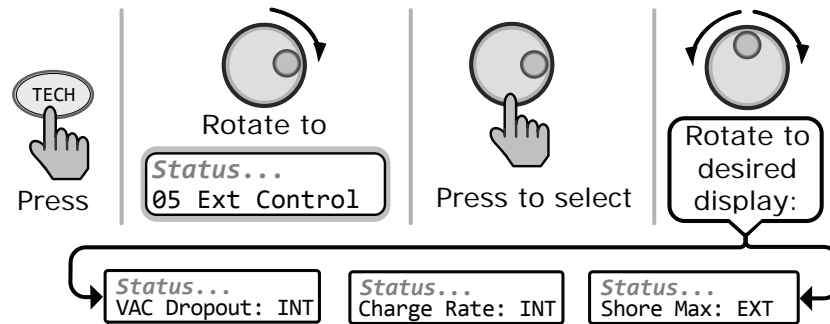 TECH
Press
Rotate to
Status...
05 Ext Control
Press to select
Rotate to
desired
display:
Status...
VAC Dropout: INT
Status...
Charge Rate: INT
Status...
Shore Max: EXT